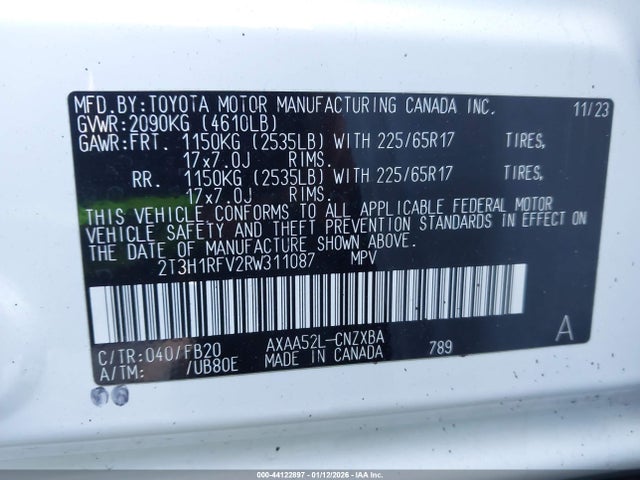 MFD.BY:TOYOTA MOTOR MANUFACTURING CANADA INC. 11/23
GVWR:2090KG (4610LB)
GAWR:FRT. 1150KG (2535LB) WITH 225/65R17 TIRES,
17x7.0J RIMS.
RR. 1150KG (2535LB) WITH 225/65R17 TIRES,
17x7.0J RIMS.
THIS VEHICLE CONFORMS TO ALL APPLICABLE FEDERAL MOTOR
VEHICLE SAFETY AND THEFT PREVENTION STANDARDS IN EFFECT ON
THE DATE OF MANUFACTURE SHOWN ABOVE.
2T3H1RFV2RW311087 MPV
C/TR:040/FB20 AXAA52L-CNZXBA A
A/TM: /UB80E MADE IN CANADA 789
000-44122897 - 01/12/2026 - IAA Inc.